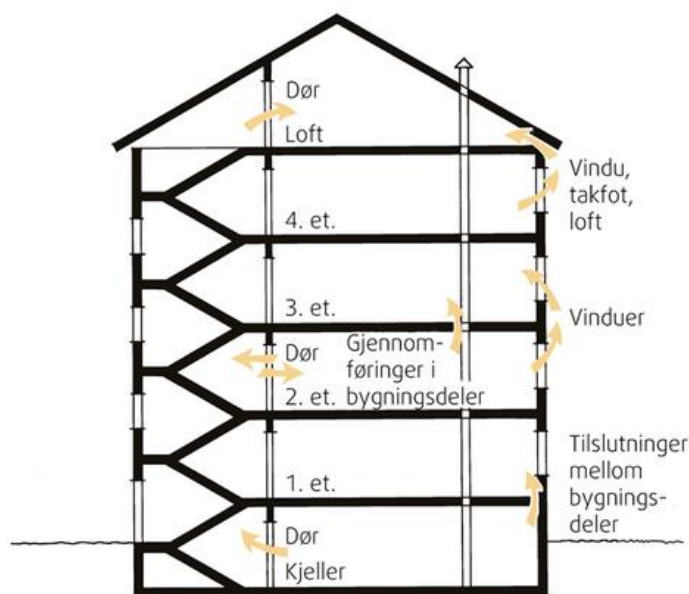 Dør
Loft
Vindu,
takfot,
loft
4. et.
3. et.
Vinduer
Dør
Gjennom-
føringer i
bygningsdeler
2. et.
Tilslutninger
mellom
bygnings-
deler
1. et.
Dør
Kjeller